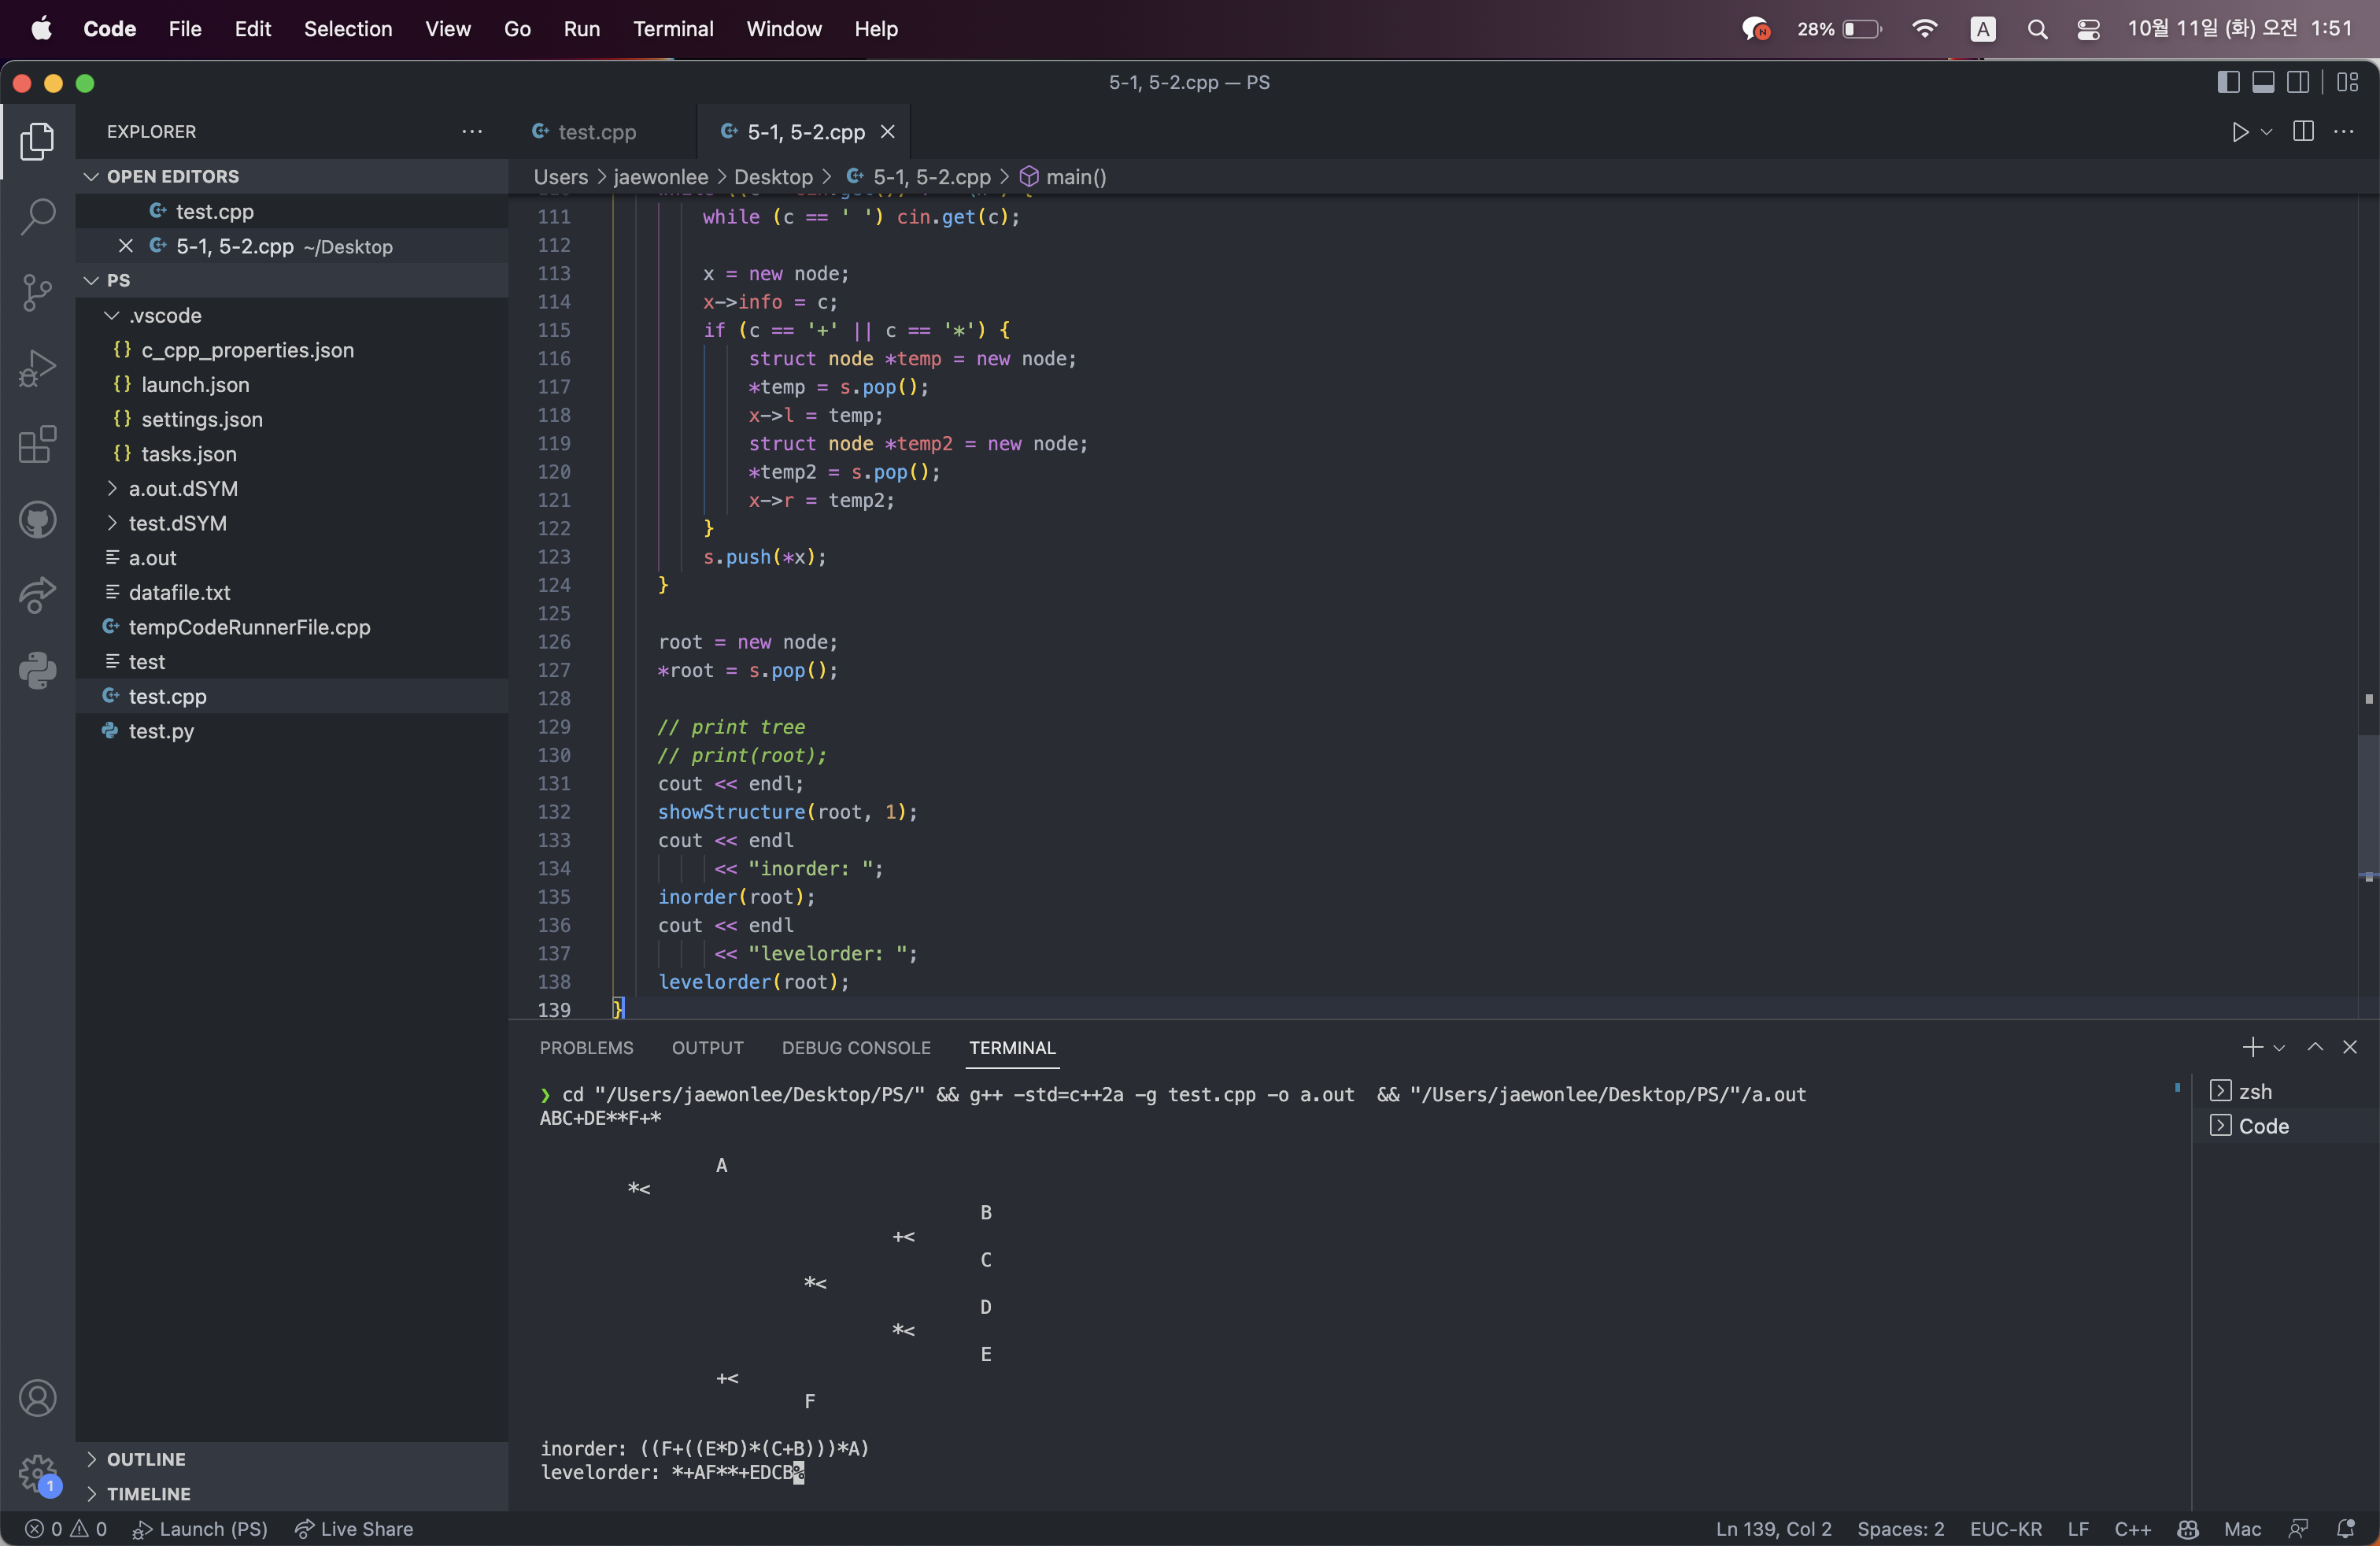 Code File Edit Selection View Go Run Terminal Window Help 28% A 10월 11일 (화) 오전 1:51
5-1, 5-2.cpp — PS
EXPLORER
OPEN EDITORS
test.cpp
5-1, 5-2.cpp ~/Desktop
PS
.vscode
{} c_cpp_properties.json
{} launch.json
{} settings.json
{} tasks.json
a.out.dSYM
test.dSYM
a.out
datafile.txt
tempCodeRunnerFile.cpp
test
test.cpp
test.py
OUTLINE
TIMELINE
test.cpp 5-1, 5-2.cpp
Users > jaewonlee > Desktop > 5-1, 5-2.cpp > main()
111 while (c == ' ') cin.get(c);
112
113 x = new node;
114 x->info = c;
115 if (c == '+' || c == '*') {
116 struct node *temp = new node;
117 *temp = s.pop();
118 x->l = temp;
119 struct node *temp2 = new node;
120 *temp2 = s.pop();
121 x->r = temp2;
122 }
123 s.push(*x);
124 }
125
126 root = new node;
127 *root = s.pop();
128
129 // print tree
130 // print(root);
131 cout << endl;
132 showStructure(root, 1);
133 cout << endl
134 << "inorder: ";
135 inorder(root);
136 cout << endl
137 << "levelorder: ";
138 levelorder(root);
139 }
PROBLEMS OUTPUT DEBUG CONSOLE TERMINAL
❯ cd "/Users/jaewonlee/Desktop/PS/" && g++ -std=c++2a -g test.cpp -o a.out && "/Users/jaewonlee/Desktop/PS/"/a.out
ABC+DE**F+*
A
*<
B
+<
C
*<
D
*<
E
+<
F
inorder: ((F+((E*D)*(C+B)))*A)
levelorder: *+AF**+EDCB%
zsh
Code
1
0 0 Launch (PS) Live Share Ln 139, Col 2 Spaces: 2 EUC-KR LF C++ Mac